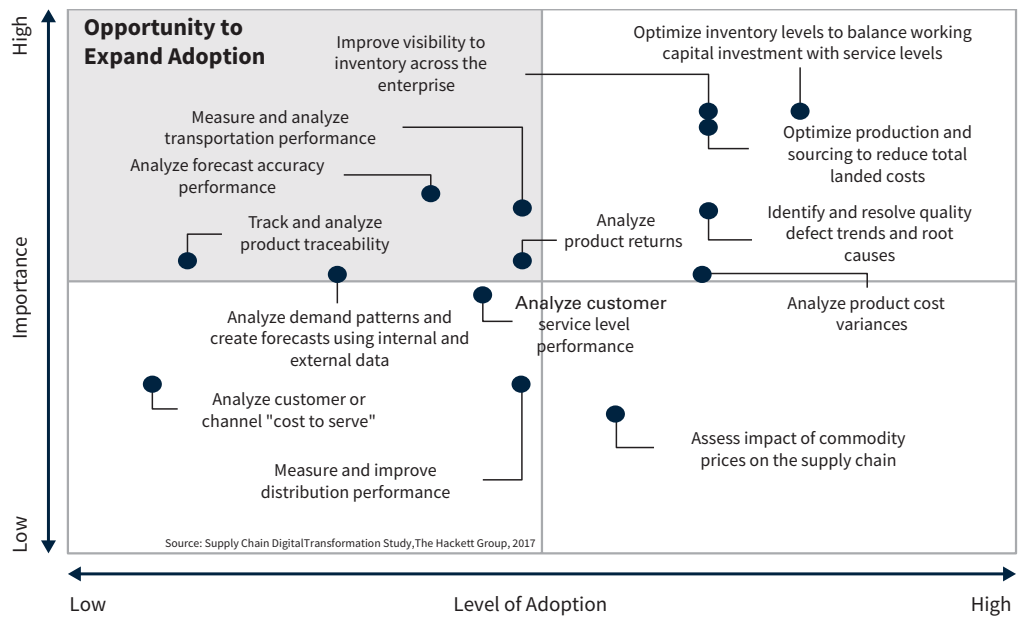 High
Opportunity to
Expand Adoption
Improve visibility to
inventory across the
enterprise
Optimize inventory levels to balance working
capital investment with service levels
Measure and analyze
transportation performance
Optimize production and
sourcing to reduce total
landed costs
Analyze forecast accuracy
performance
Track and analyze
product traceability
Analyze
product returns
Identify and resolve quality
defect trends and root
causes
Importance
Analyze demand patterns and
create forecasts using internal and
external data
Analyze customer
service level
performance
Analyze product cost
variances
Analyze customer or
channel "cost to serve"
Measure and improve
distribution performance
Assess impact of commodity
prices on the supply chain
Low
Source: Supply Chain DigitalTransformation Study,The Hackett Group, 2017
Low
Level of Adoption
High